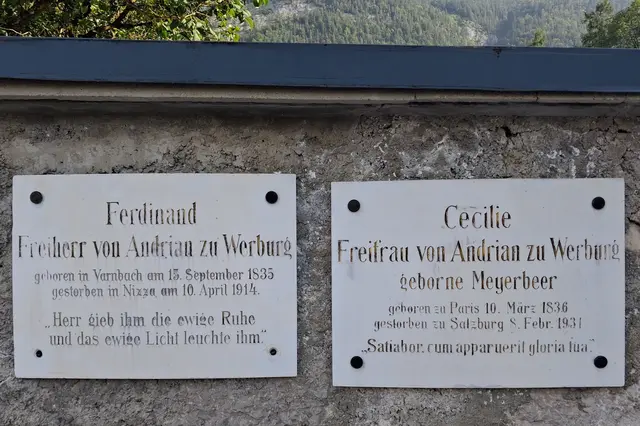 Ferdinand
Freiherr von Andrian zu Werburg
geboren in Varnbach am 15. September 1835
gestorben in Nizza am 10. April 1914.
„Herr gieb ihm die ewige Ruhe
und das ewige Licht leuchte ihm."
Cecilie
Freifrau von Andrian zu Werburg
geborne Meyerbeer
geboren zu Paris 10. März 1836
gestorben zu Salzburg 8. Febr. 1931
„Satiabor, cum apparuerit gloria tua."